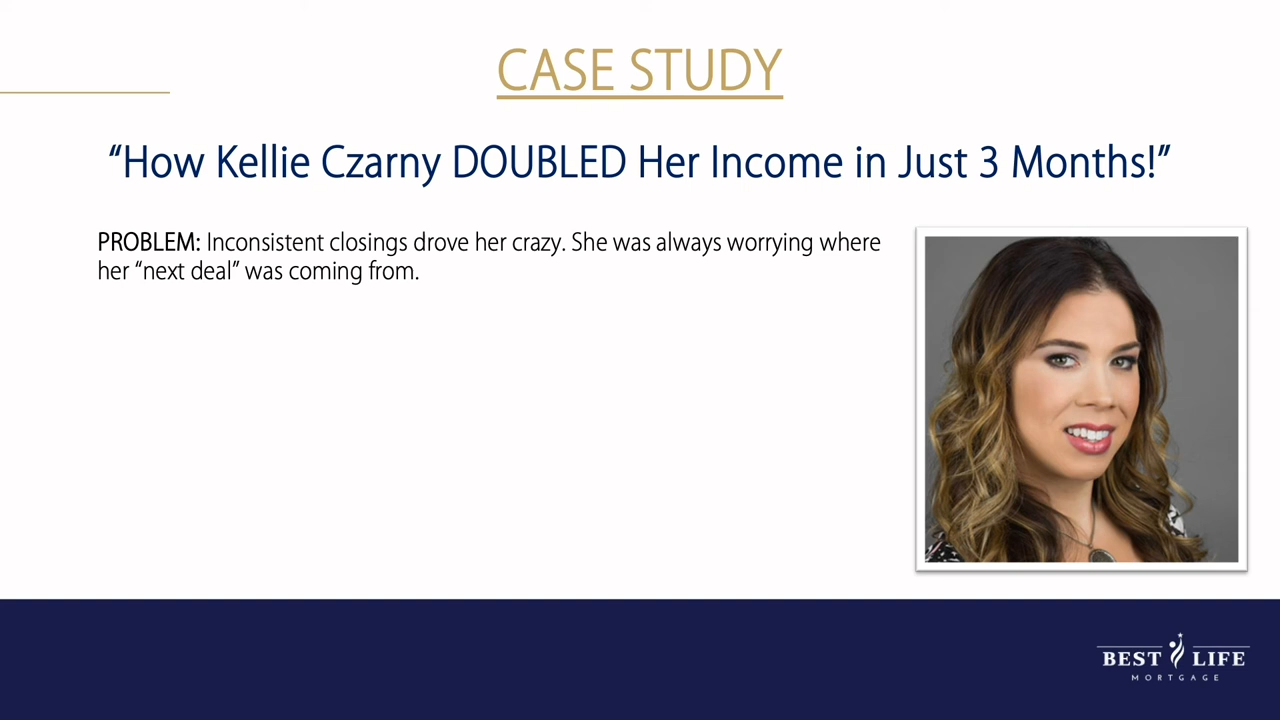 CASE STUDY
“How Kellie Czarny DOUBLED Her Income in Just 3 Months!”
PROBLEM: Inconsistent closings drove her crazy. She was always worrying where
her “next deal” was coming from.
BEST LIFE
MORTGAGE